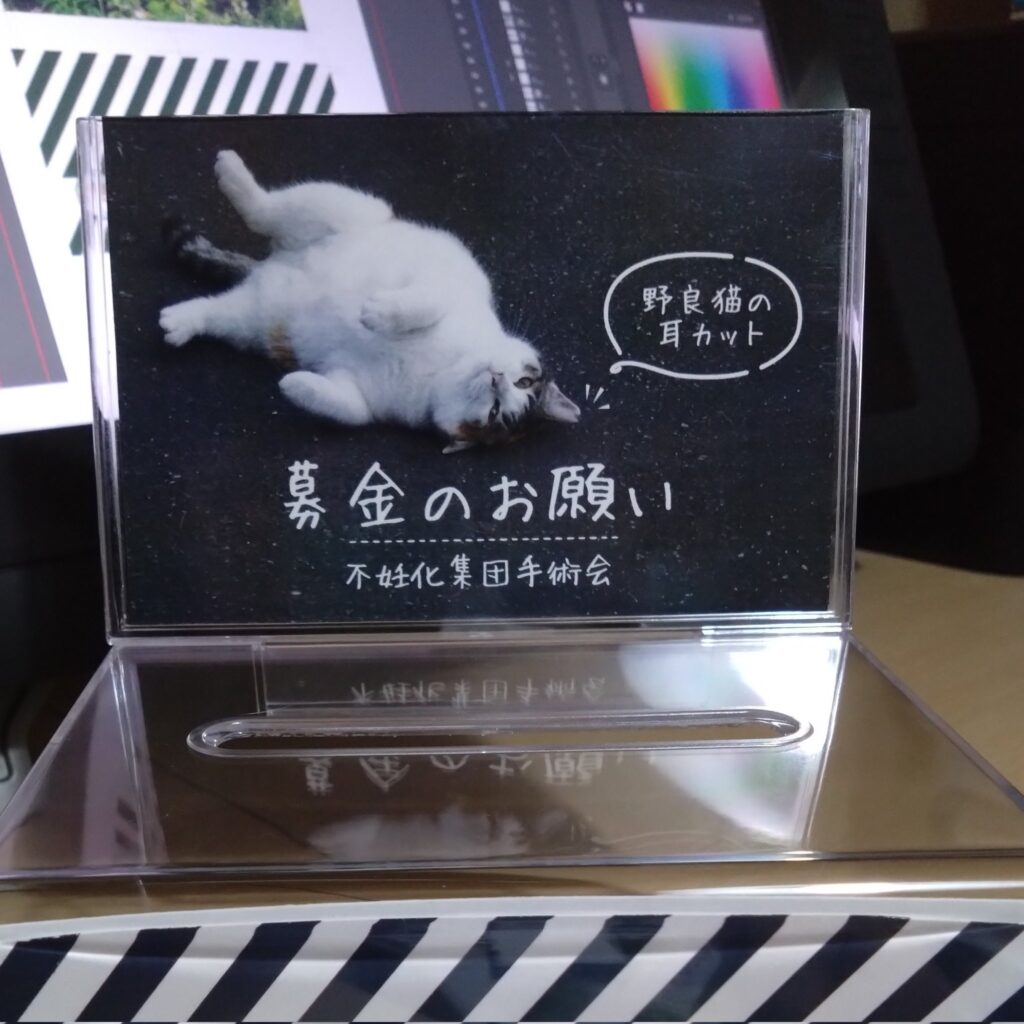 野良猫の
耳カット
募金のお願い
不妊化集団手術会